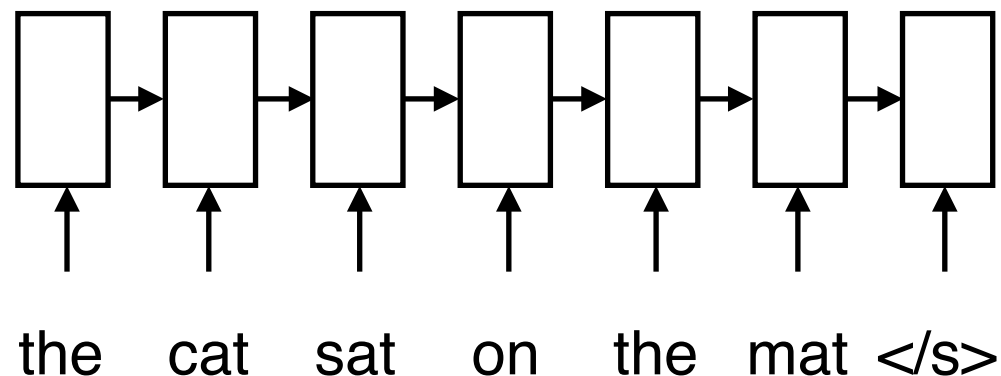 the cat sat on the mat </s>